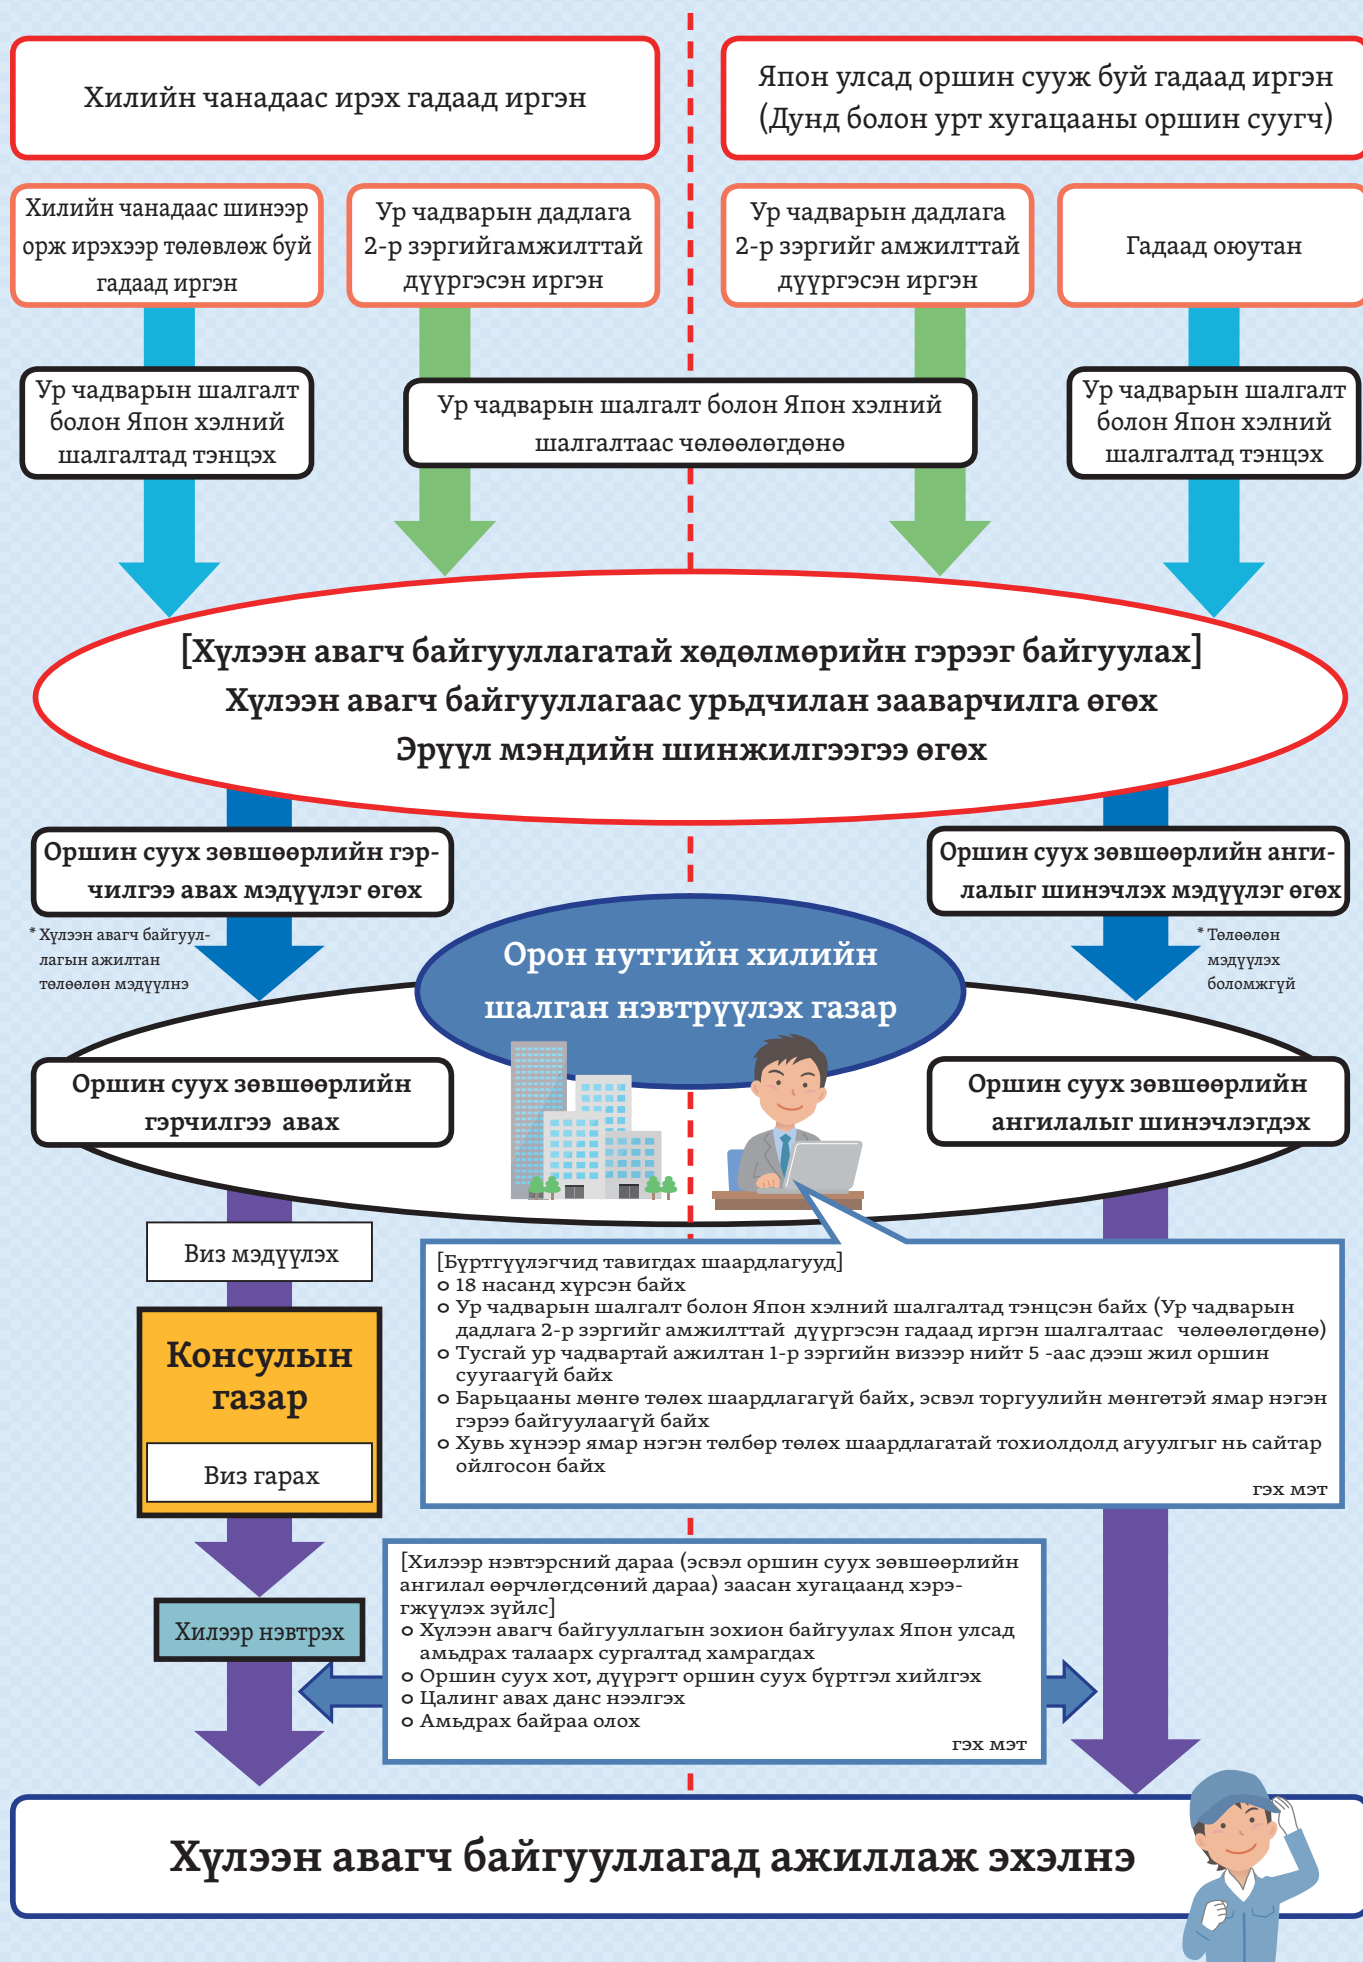 Хилийн чанадаас ирэх гадаад иргэн
Япон улсад оршин сууж буй гадаад иргэн
(Дунд болон урт хугацааны оршин суугч)
Хилийн чанадаас шинээр
орж ирэхээр төлөвлөж буй
гадаад иргэн
Ур чадварын дадлага
2-р зэргийгамжилттай
дүүргэсэн иргэн
Ур чадварын дадлага
2-р зэргийг амжилттай
дүүргэсэн иргэн
Гадаад оюутан
Ур чадварын шалгалт
болон Япон хэлний
шалгалтад тэнцэх
Ур чадварын шалгалт болон Япон хэлний
шалгалтаас чөлөөлөгдөнө
Ур чадварын шалгалт
болон Япон хэлний
шалгалтад тэнцэх
[Хүлээн авагч байгууллагатай хөдөлмөрийн гэрээг байгуулах]
Хүлээн авагч байгууллагаас урьдчилан зааварчилга өгөх
Эрүүл мэндийн шинжилгээгээ өгөх
Оршин суух зөвшөөрлийн гэр-
чилгээ авах мэдүүлэг өгөх
* Хүлээн авагч байгуул-
лагын ажилтан
төлөөлөн мэдүүлнэ
Оршин суух зөвшөөрлийн анги-
лалыг шинэчлэх мэдүүлэг өгөх
* Төлөөлөн
мэдүүлэх
боломжгүй
Орон нутгийн хилийн
шалган нэвтрүүлэх газар
Оршин суух зөвшөөрлийн
гэрчилгээ авах
Оршин суух зөвшөөрлийн
ангилалыг шинэчлэгдэх
Виз мэдүүлэх
Консулын
газар
Виз гарах
[Бүртгүүлэгчид тавигдах шаардлагууд]
o 18 насанд хүрсэн байх
o Ур чадварын шалгалт болон Япон хэлний шалгалтад тэнцсэн байх (Ур чадварын
дадлага 2-р зэргийг амжилттай дүүргэсэн гадаад иргэн шалгалтаас чөлөөлөгдөнө)
o Тусгай ур чадвартай ажилтан 1-р зэргийн визээр нийт 5 -аас дээш жил оршин
суугаагүй байх
o Барьцааны мөнгө төлөх шаардлагагүй байх, эсвэл торгуулийн мөнгөтэй ямар нэгэн
гэрээ байгуулаагүй байх
o Хувь хүнээр ямар нэгэн төлбөр төлөх шаардлагатай тохиолдолд агуулгыг нь сайтар
ойлгосон байх
гэх мэт
Хилээр нэвтрэх
[Хилээр нэвтэрсний дараа (эсвэл оршин суух зөвшөөрлийн
ангилал өөрчлөгдсөний дараа) заасан хугацаанд хэрэ-
гжүүлэх зүйлс]
o Хүлээн авагч байгууллагын зохион байгуулах Япон улсад
амьдрах талаарх сургалтад хамрагдах
o Оршин суух хот, дүүрэгт оршин суух бүртгэл хийлгэх
o Цалинг авах данс нээлгэх
o Амьдрах байраа олох
гэх мэт
Хүлээн авагч байгууллагад ажиллаж эхэлнэ